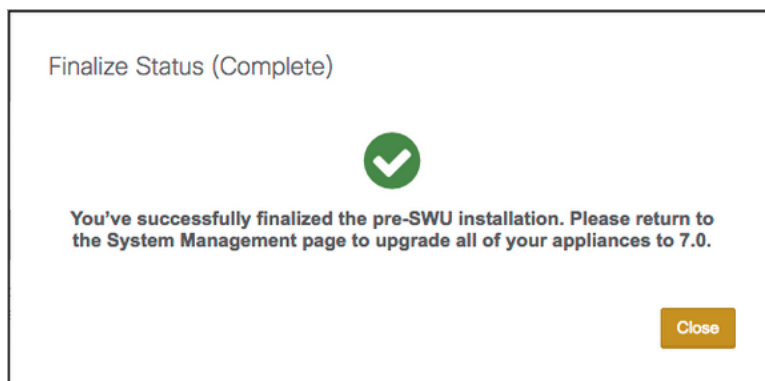 Finalize Status (Complete)
You've successfully finalized the pre-SWU installation. Please return to
the System Management page to upgrade all of your appliances to 7.0.
Close